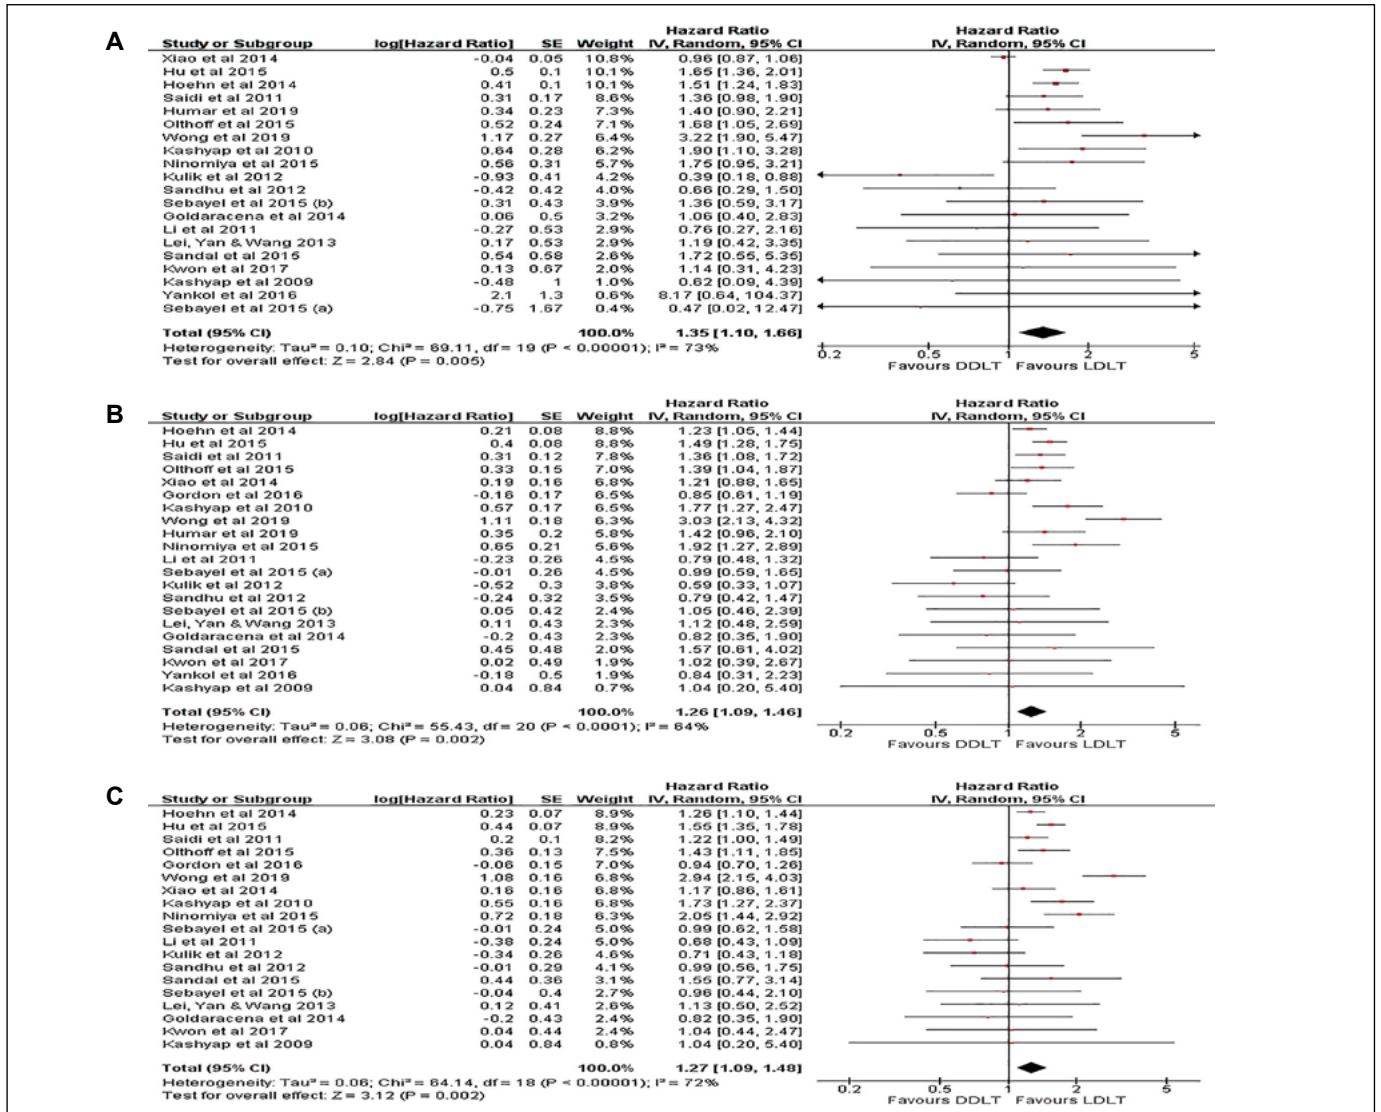 A
Hazard Ratio Hazard Ratio
Study or Subgroup log[Hazard Ratio] SE Weight IV, Random, 95% CI IV, Random, 95% CI
Xiao et al 2014 -0.04 0.05 10.8% 0.96 [0.87, 1.06]
Hu et al 2015 0.5 0.1 10.1% 1.65 [1.36, 2.01]
Hoehn et al 2014 0.41 0.1 10.1% 1.51 [1.24, 1.83]
Saidi et al 2011 0.31 0.17 8.6% 1.36 [0.98, 1.90]
Humar et al 2019 0.34 0.23 7.3% 1.40 [0.90, 2.21]
Olthoff et al 2015 0.52 0.24 7.1% 1.68 [1.05, 2.69]
Wong et al 2019 1.17 0.27 6.4% 3.22 [1.90, 5.47]
Kashyap et al 2010 0.64 0.28 6.2% 1.90 [1.10, 3.28]
Ninomiya et al 2015 0.56 0.31 5.7% 1.75 [0.95, 3.21]
Kulik et al 2012 -0.93 0.41 4.2% 0.39 [0.18, 0.88]
Sandhu et al 2012 -0.42 0.42 4.0% 0.66 [0.29, 1.50]
Sebayel et al 2015 (b) 0.31 0.43 3.9% 1.36 [0.59, 3.17]
Goldaracena et al 2014 0.06 0.5 3.2% 1.06 [0.40, 2.83]
Li et al 2011 -0.27 0.53 2.9% 0.76 [0.27, 2.16]
Lei, Yan & Wang 2013 0.17 0.53 2.9% 1.19 [0.42, 3.35]
Sandal et al 2015 0.54 0.58 2.6% 1.72 [0.55, 5.35]
Kwon et al 2017 0.13 0.67 2.0% 1.14 [0.31, 4.23]
Kashyap et al 2009 -0.48 1 1.0% 0.62 [0.09, 4.39]
Yankol et al 2016 2.1 1.3 0.6% 8.17 [0.64, 104.37]
Sebayel et al 2015 (a) -0.75 1.67 0.4% 0.47 [0.02, 12.47]
Total (95% CI) 100.0% 1.35 [1.10, 1.66]
Heterogeneity: Tau² = 0.10; Chi² = 69.11, df = 19 (P < 0.00001); I² = 73%
Test for overall effect: Z = 2.84 (P = 0.005)
0.2 0.5 1 2 5
Favours DDLT Favours LDLT
B
Hazard Ratio Hazard Ratio
Study or Subgroup log[Hazard Ratio] SE Weight IV, Random, 95% CI IV, Random, 95% CI
Hoehn et al 2014 0.21 0.08 8.8% 1.23 [1.05, 1.44]
Hu et al 2015 0.4 0.08 8.8% 1.49 [1.28, 1.75]
Saidi et al 2011 0.31 0.12 7.8% 1.36 [1.08, 1.72]
Olthoff et al 2015 0.33 0.15 7.0% 1.39 [1.04, 1.87]
Xiao et al 2014 0.19 0.16 6.8% 1.21 [0.88, 1.65]
Gordon et al 2016 -0.16 0.17 6.5% 0.85 [0.61, 1.19]
Kashyap et al 2010 0.57 0.17 6.5% 1.77 [1.27, 2.47]
Wong et al 2019 1.11 0.18 6.3% 3.03 [2.13, 4.32]
Humar et al 2019 0.35 0.2 5.8% 1.42 [0.96, 2.10]
Ninomiya et al 2015 0.65 0.21 5.6% 1.92 [1.27, 2.89]
Li et al 2011 -0.23 0.26 4.5% 0.79 [0.48, 1.32]
Sebayel et al 2015 (a) -0.01 0.26 4.5% 0.99 [0.59, 1.65]
Kulik et al 2012 -0.52 0.3 3.8% 0.59 [0.33, 1.07]
Sandhu et al 2012 -0.24 0.32 3.5% 0.79 [0.42, 1.47]
Sebayel et al 2015 (b) 0.05 0.42 2.4% 1.05 [0.46, 2.39]
Lei, Yan & Wang 2013 0.11 0.43 2.3% 1.12 [0.48, 2.59]
Goldaracena et al 2014 -0.2 0.43 2.3% 0.82 [0.35, 1.90]
Sandal et al 2015 0.45 0.48 2.0% 1.57 [0.61, 4.02]
Kwon et al 2017 0.02 0.49 1.9% 1.02 [0.39, 2.67]
Yankol et al 2016 -0.18 0.5 1.9% 0.84 [0.31, 2.23]
Kashyap et al 2009 0.04 0.84 0.7% 1.04 [0.20, 5.40]
Total (95% CI) 100.0% 1.26 [1.09, 1.46]
Heterogeneity: Tau² = 0.06; Chi² = 55.43, df = 20 (P < 0.0001); I² = 64%
Test for overall effect: Z = 3.08 (P = 0.002)
0.2 0.5 1 2 5
Favours DDLT Favours LDLT
C
Hazard Ratio Hazard Ratio
Study or Subgroup log[Hazard Ratio] SE Weight IV, Random, 95% CI IV, Random, 95% CI
Hoehn et al 2014 0.23 0.07 8.9% 1.26 [1.10, 1.44]
Hu et al 2015 0.44 0.07 8.9% 1.55 [1.35, 1.78]
Saidi et al 2011 0.2 0.1 8.2% 1.22 [1.00, 1.49]
Olthoff et al 2015 0.36 0.13 7.5% 1.43 [1.11, 1.85]
Gordon et al 2016 -0.06 0.15 7.0% 0.94 [0.70, 1.26]
Wong et al 2019 1.08 0.16 6.8% 2.94 [2.15, 4.03]
Xiao et al 2014 0.16 0.16 6.8% 1.17 [0.86, 1.61]
Kashyap et al 2010 0.55 0.16 6.8% 1.73 [1.27, 2.37]
Ninomiya et al 2015 0.72 0.18 6.3% 2.05 [1.44, 2.92]
Sebayel et al 2015 (a) -0.01 0.24 5.0% 0.99 [0.62, 1.58]
Li et al 2011 -0.38 0.24 5.0% 0.68 [0.43, 1.09]
Kulik et al 2012 -0.34 0.26 4.6% 0.71 [0.43, 1.18]
Sandhu et al 2012 -0.01 0.29 4.1% 0.99 [0.56, 1.75]
Sandal et al 2015 0.44 0.36 3.1% 1.55 [0.77, 3.14]
Sebayel et al 2015 (b) -0.04 0.4 2.7% 0.96 [0.44, 2.10]
Lei, Yan & Wang 2013 0.12 0.41 2.6% 1.13 [0.50, 2.52]
Goldaracena et al 2014 -0.2 0.43 2.4% 0.82 [0.35, 1.90]
Kwon et al 2017 0.04 0.44 2.4% 1.04 [0.44, 2.47]
Kashyap et al 2009 0.04 0.84 0.8% 1.04 [0.20, 5.40]
Total (95% CI) 100.0% 1.27 [1.09, 1.48]
Heterogeneity: Tau² = 0.06; Chi² = 64.14, df = 18 (P < 0.00001); I² = 72%
Test for overall effect: Z = 3.12 (P = 0.002)
0.2 0.5 1 2 5
Favours DDLT Favours LDLT